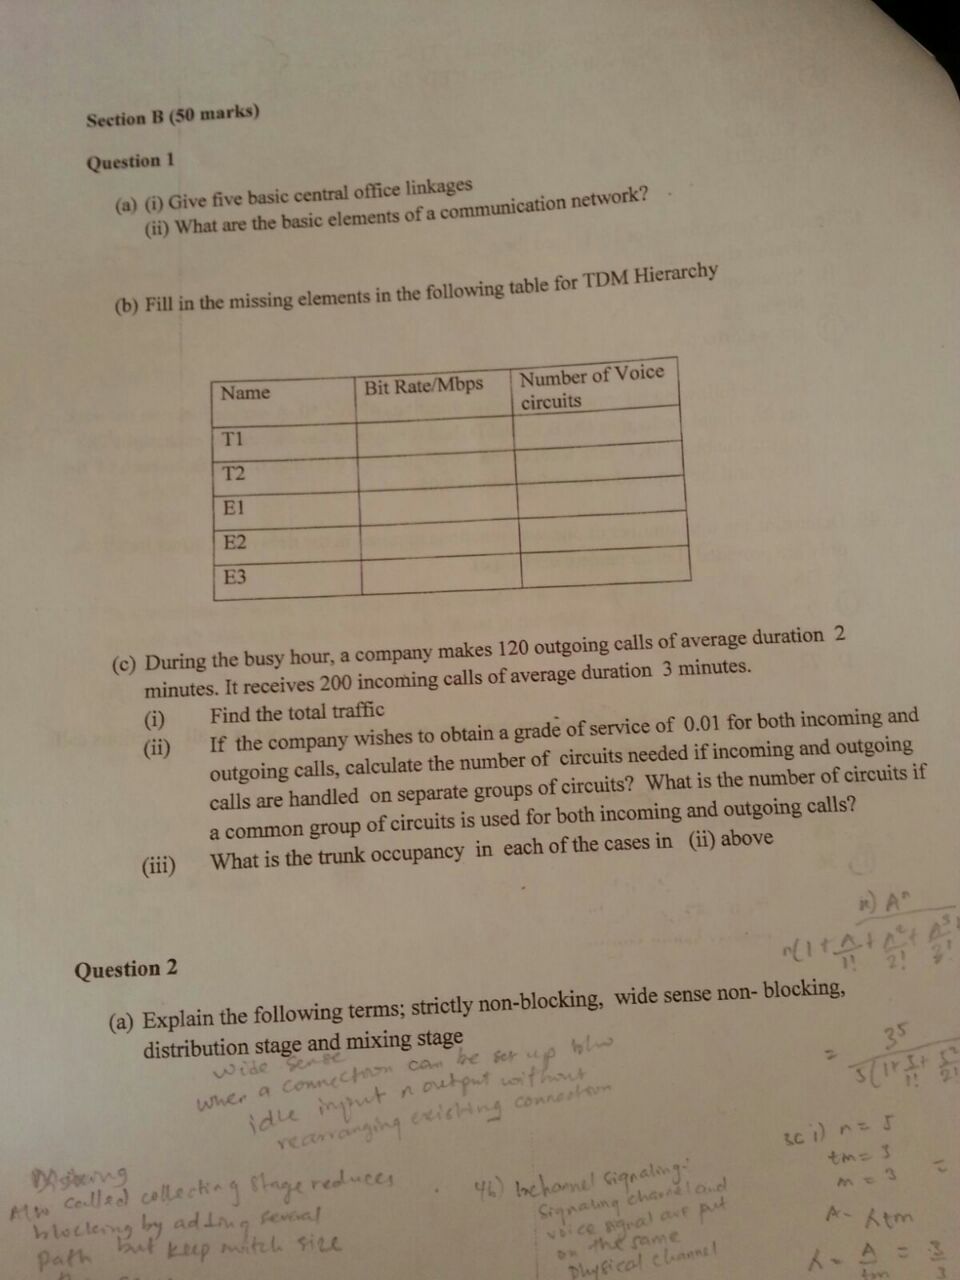 Section B (50 marks)
Question 1
(a) (i) Give five basic central office linkages
(ii) What are the basic elements of a communication network?
(b) Fill in the missing elements in the following table for TDM Hierarchy
Name Bit Rate/Mbps Number of Voice circuits
T1
T2
E1
E2
E3
(c) During the busy hour, a company makes 120 outgoing calls of average duration 2
minutes. It receives 200 incoming calls of average duration 3 minutes.
(i) Find the total traffic
(ii) If the company wishes to obtain a grade of service of 0.01 for both incoming and
outgoing calls, calculate the number of circuits needed if incoming and outgoing
calls are handled on separate groups of circuits? What is the number of circuits if
a common group of circuits is used for both incoming and outgoing calls?
(iii) What is the trunk occupancy in each of the cases in (ii) above
Question 2
(a) Explain the following terms; strictly non-blocking, wide sense non- blocking,
distribution stage and mixing stage
wide sense
when a connection can be set up b/w
idle input n output without
rearranging existing connection
Also called collecting stage reduces
blocking by adding several
path but keep switch size
4b) Inchannel signaling:
Signaling channel and
voice signal are put
on the same
physical channel
3c i) n = 5
tm = 3
m = 3
A = λtm